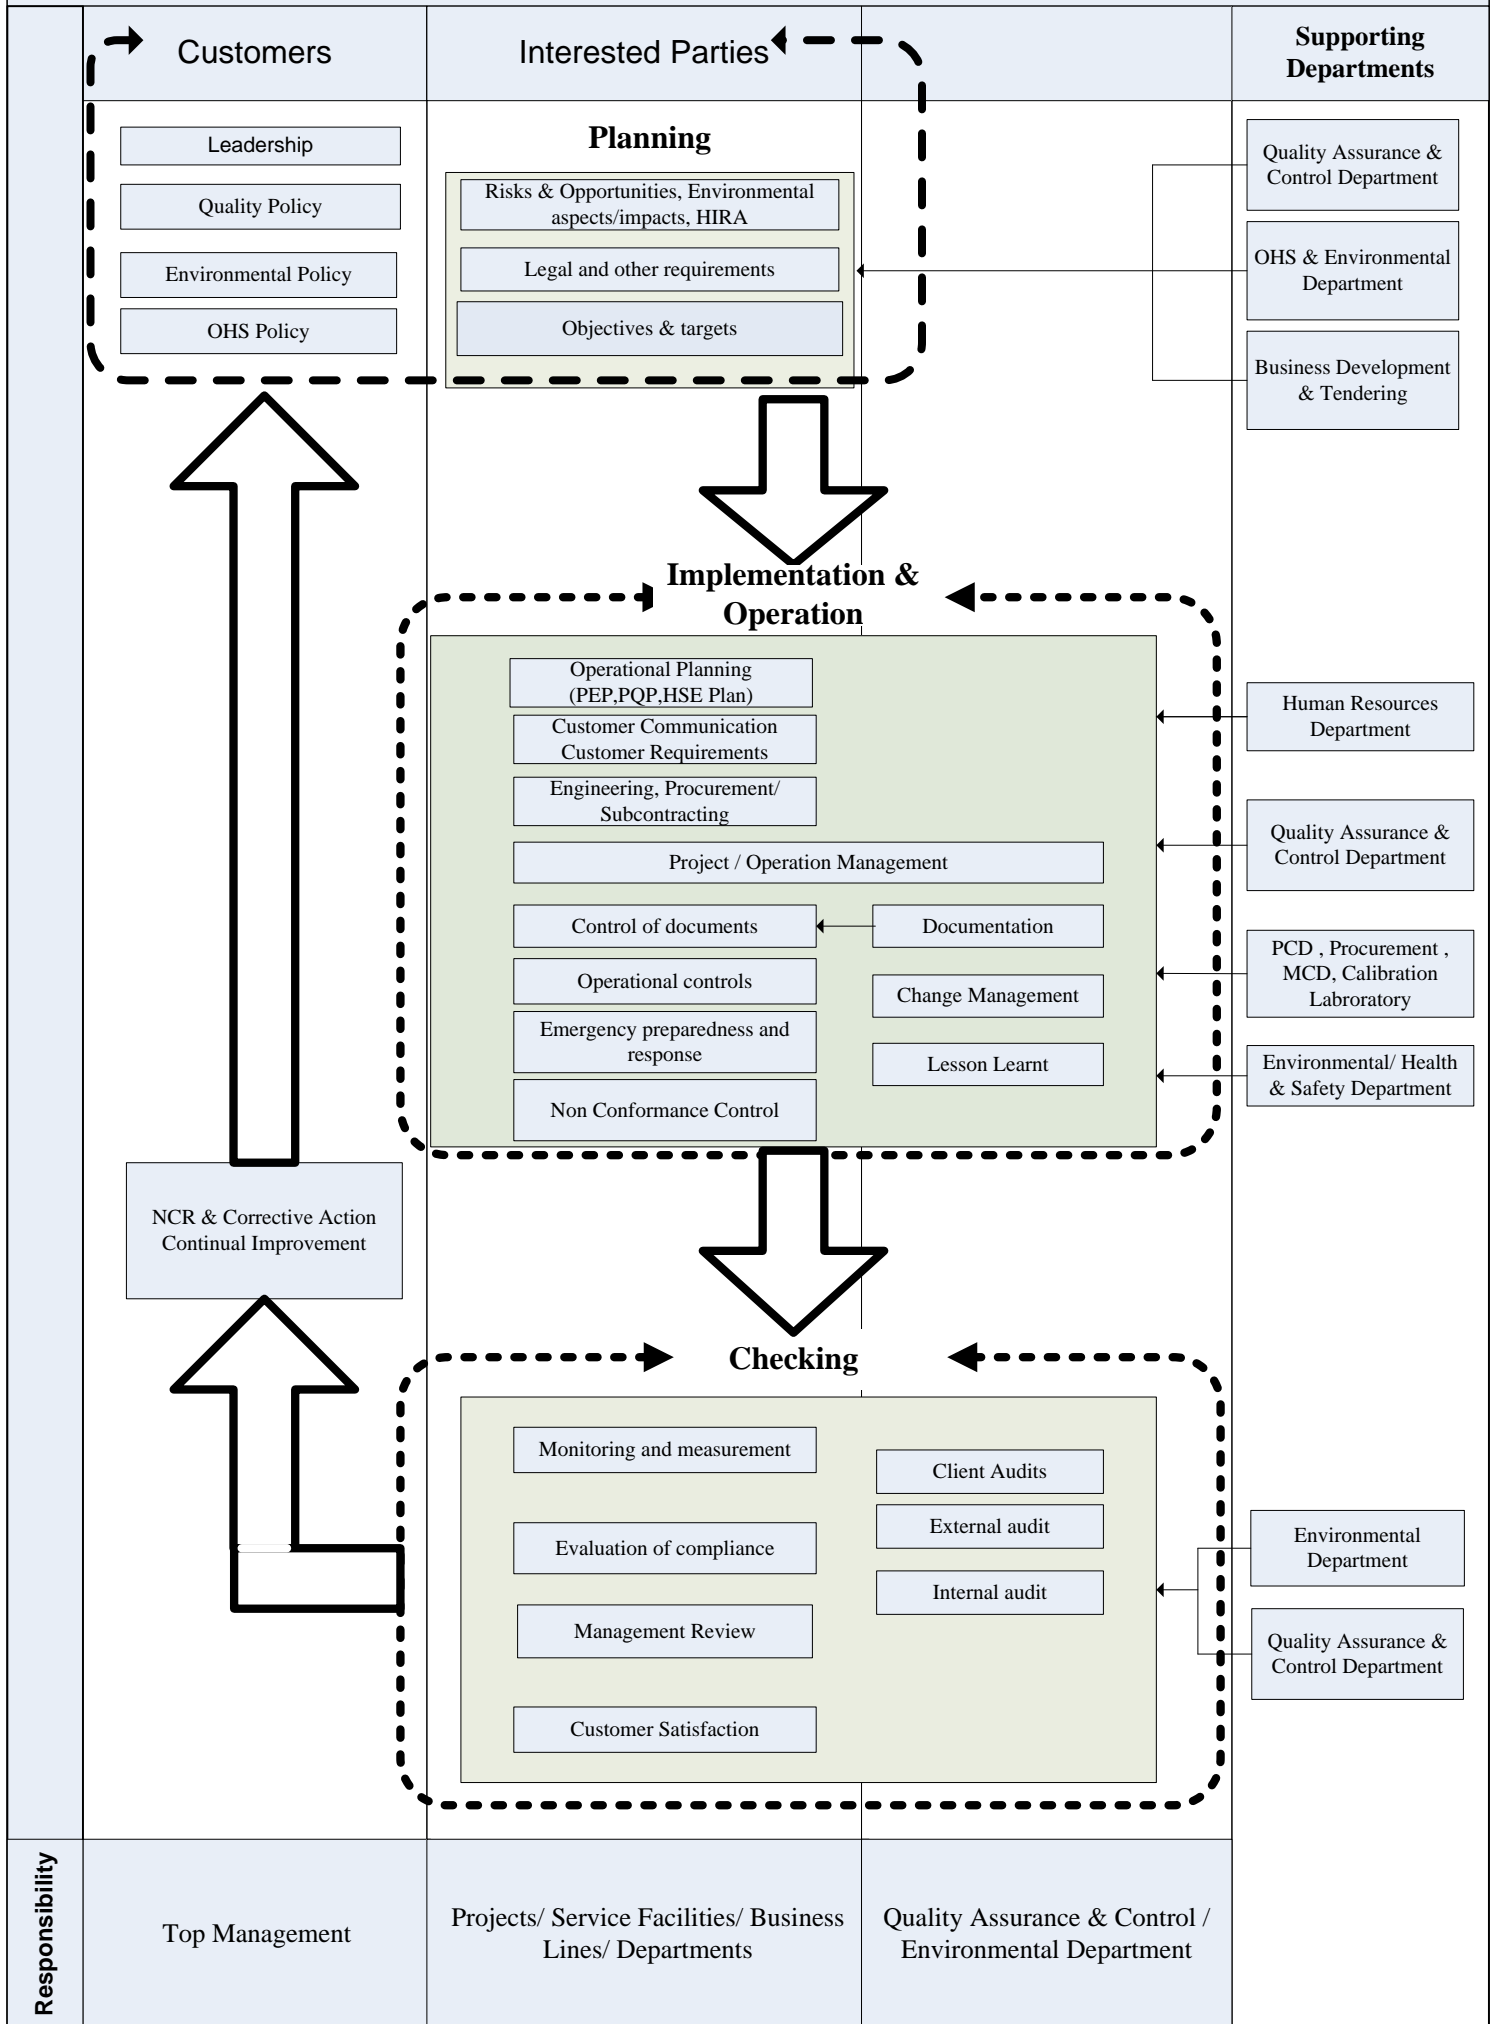 Customers
Interested Parties
Supporting
Departments
Leadership
Quality Policy
Environmental Policy
OHS Policy
Planning
Risks & Opportunities, Environmental
aspects/impacts, HIRA
Legal and other requirements
Objectives & targets
Quality Assurance &
Control Department
OHS & Environmental
Department
Business Development
& Tendering
Implementation &
Operation
Operational Planning
(PEP,PQP,HSE Plan)
Customer Communication
Customer Requirements
Engineering, Procurement/
Subcontracting
Project / Operation Management
Control of documents
Documentation
Operational controls
Change Management
Emergency preparedness and
response
Lesson Learnt
Non Conformance Control
Human Resources
Department
Quality Assurance &
Control Department
PCD , Procurement ,
MCD, Calibration
Labroratory
Environmental/ Health
& Safety Department
NCR & Corrective Action
Continual Improvement
Checking
Monitoring and measurement
Client Audits
External audit
Evaluation of compliance
Internal audit
Management Review
Customer Satisfaction
Environmental
Department
Quality Assurance &
Control Department
Responsibility
Top Management
Projects/ Service Facilities/ Business
Lines/ Departments
Quality Assurance & Control /
Environmental Department